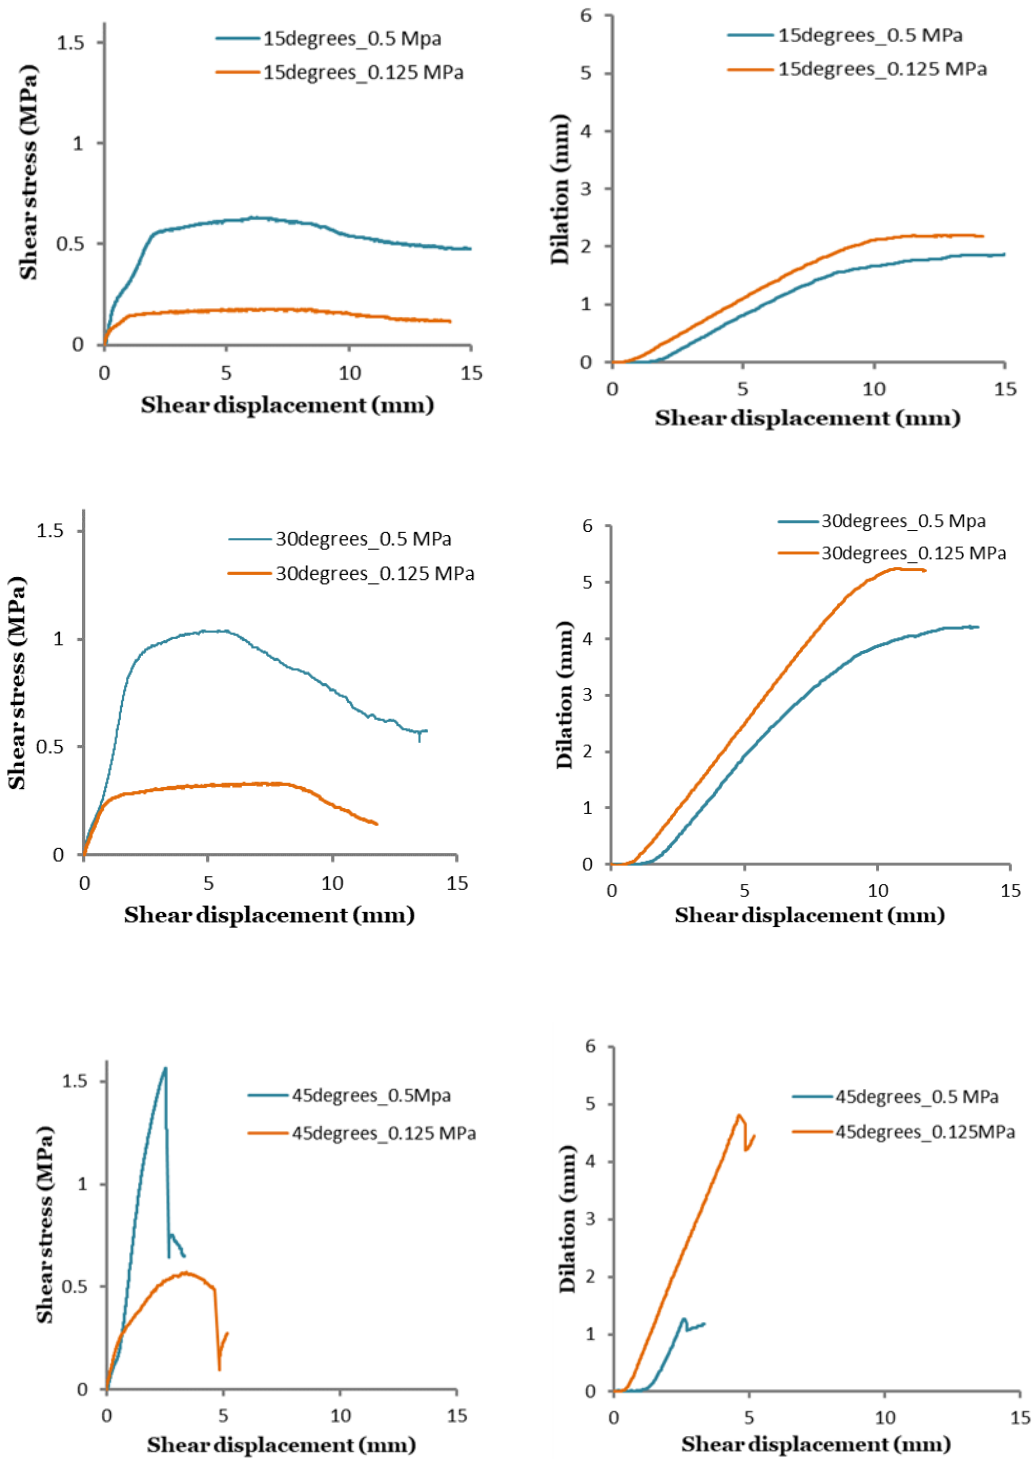 15degrees_0.5 Mpa
15degrees_0.125 MPa
Shear stress (MPa)
1.5
1
0.5
0
0 5 10 15
Shear displacement (mm)
15degrees_0.5 MPa
15degrees_0.125 MPa
Dilation (mm)
6
5
4
3
2
1
0
0 5 10 15
Shear displacement (mm)
30degrees_0.5 MPa
30degrees_0.125 MPa
Shear stress (MPa)
1.5
1
0.5
0
0 5 10 15
Shear displacement (mm)
30degrees_0.5 Mpa
30degrees_0.125 MPa
Dilation (mm)
6
5
4
3
2
1
0
0 5 10 15
Shear displacement (mm)
45degrees_0.5Mpa
45degrees_0.125 MPa
Shear stress (MPa)
1.5
1
0.5
0
0 5 10 15
Shear displacement (mm)
45degrees_0.5 MPa
45degrees_0.125MPa
Dilation (mm)
6
5
4
3
2
1
0
0 5 10 15
Shear displacement (mm)